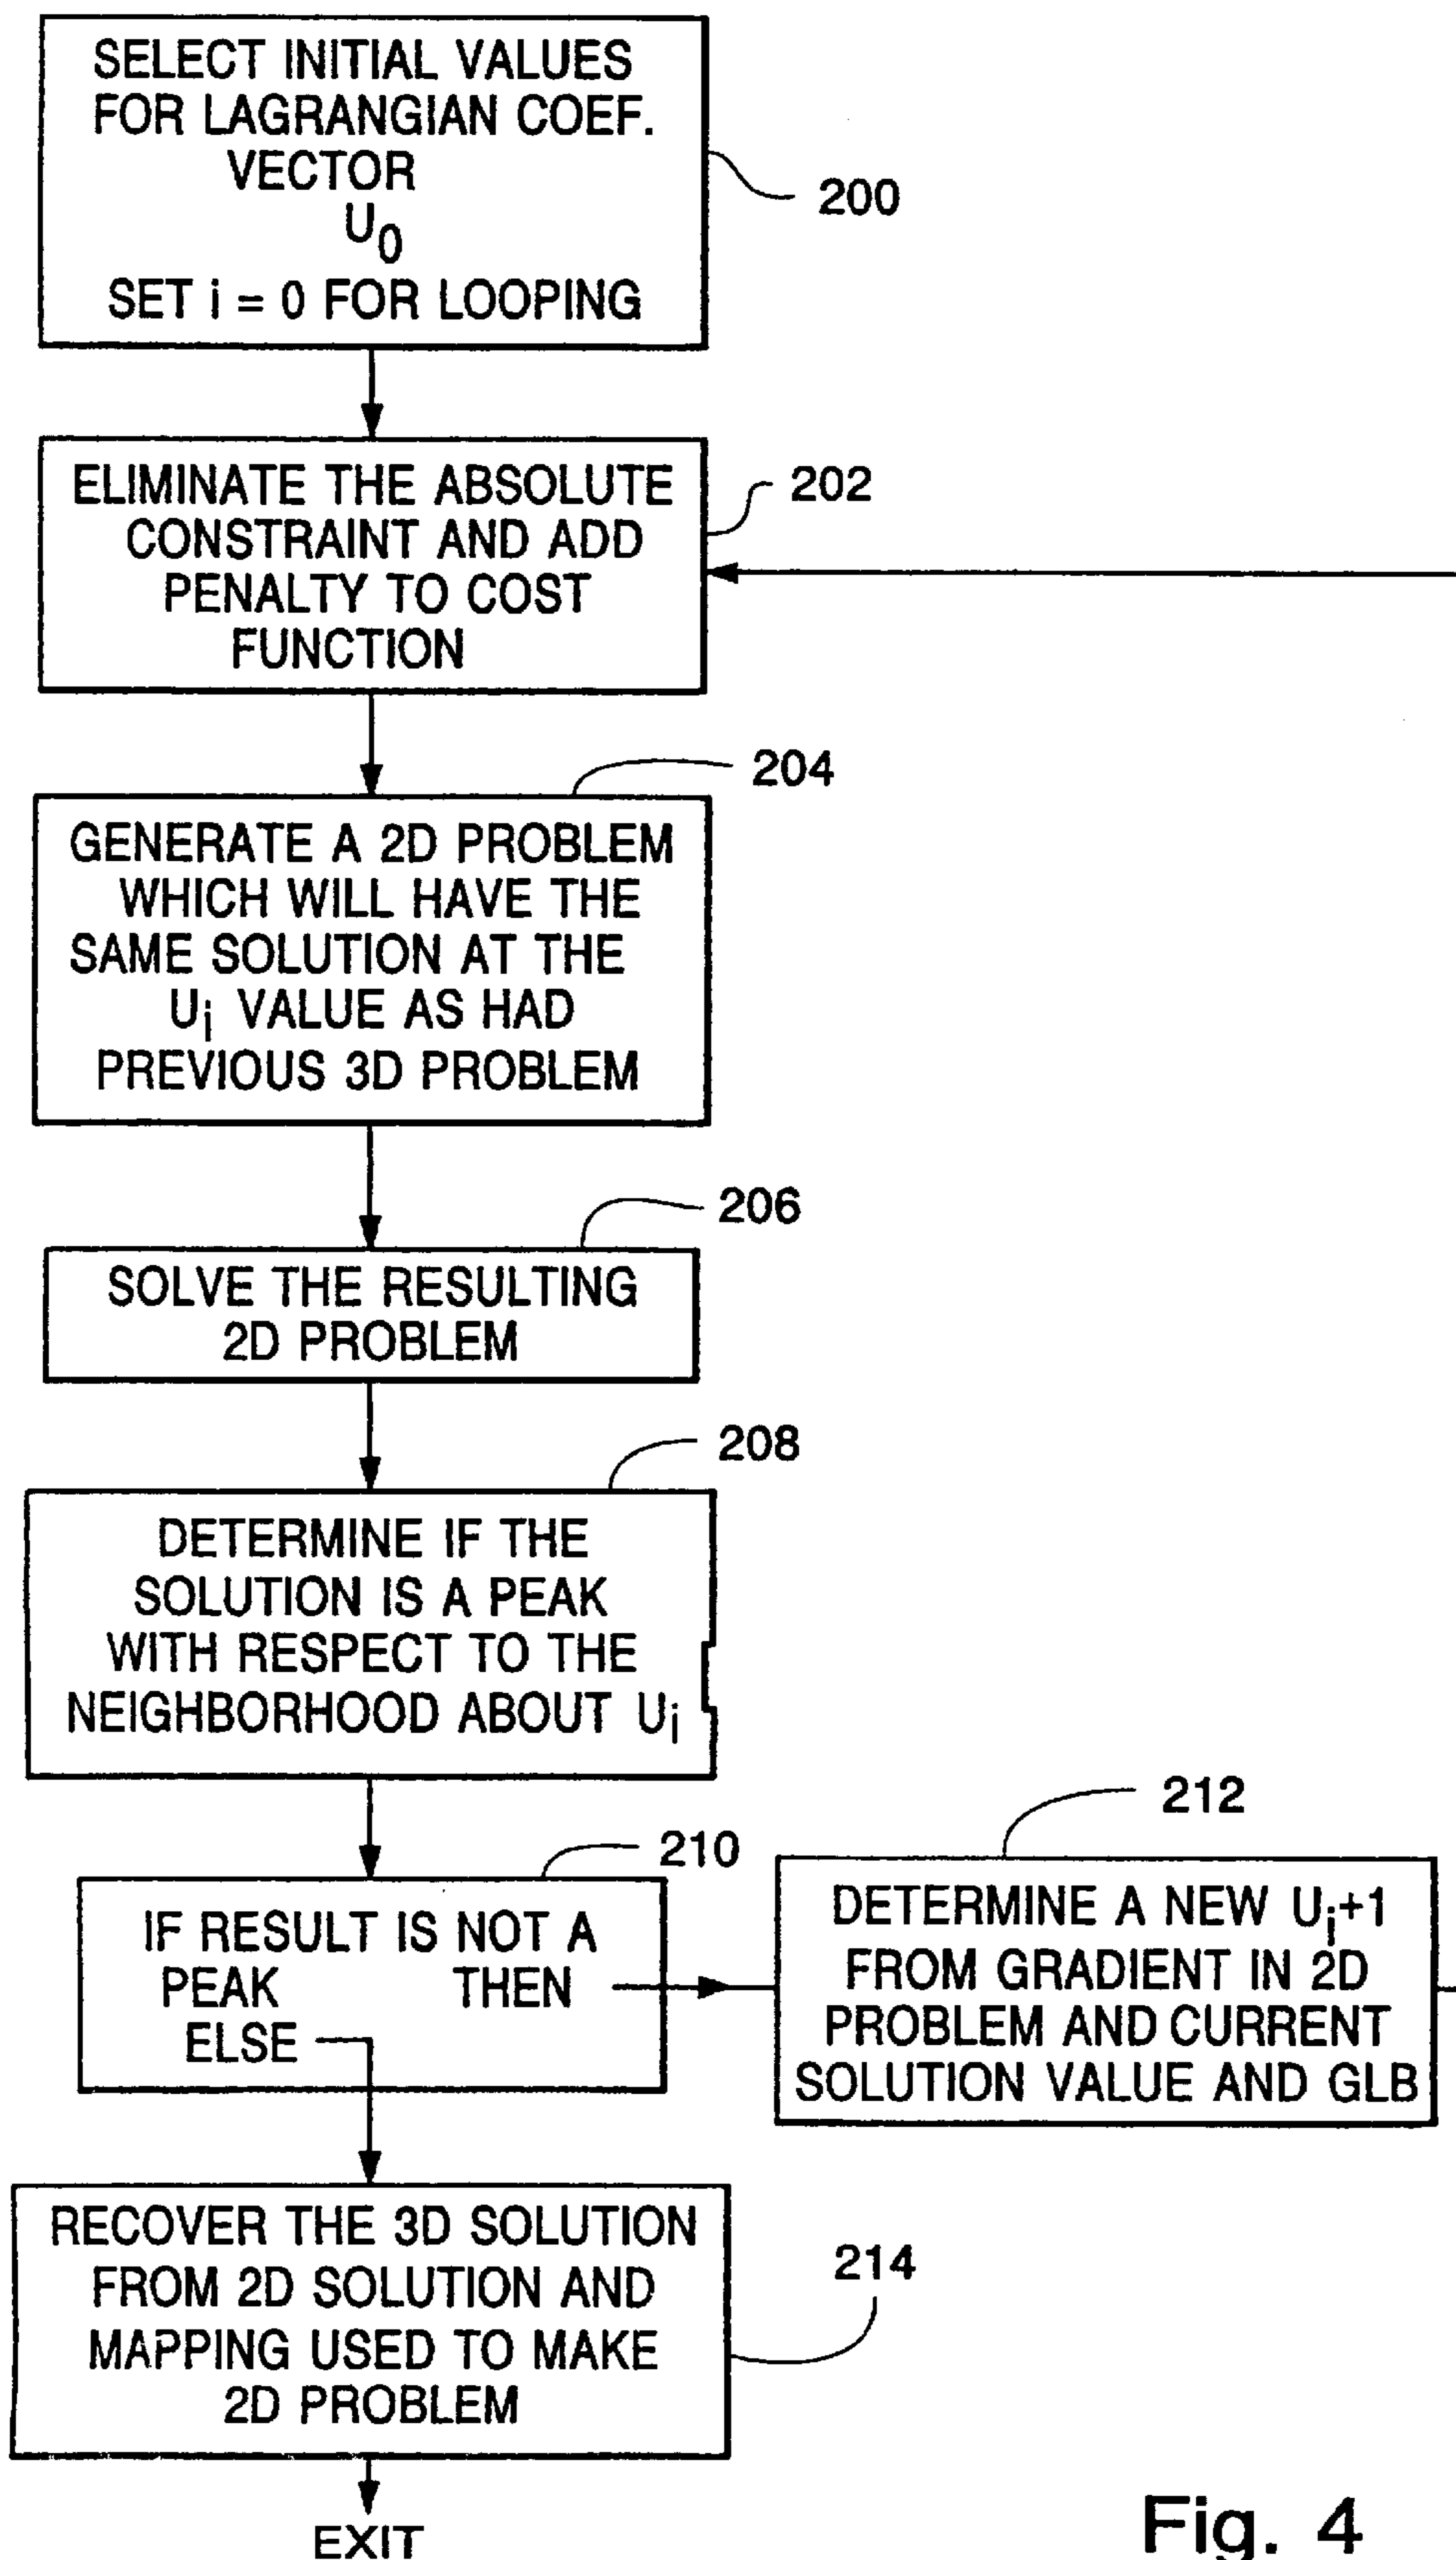 SELECT INITIAL VALUES
FOR LAGRANGIAN COEF.
VECTOR
U0
SET i = 0 FOR LOOPING
200
ELIMINATE THE ABSOLUTE
CONSTRAINT AND ADD
PENALTY TO COST
FUNCTION
202
204
GENERATE A 2D PROBLEM
WHICH WILL HAVE THE
SAME SOLUTION AT THE
Ui VALUE AS HAD
PREVIOUS 3D PROBLEM
206
SOLVE THE RESULTING
2D PROBLEM
208
DETERMINE IF THE
SOLUTION IS A PEAK
WITH RESPECT TO THE
NEIGHBORHOOD ABOUT Ui
210
IF RESULT IS NOT A
PEAK THEN
ELSE
212
DETERMINE A NEW Ui+1
FROM GRADIENT IN 2D
PROBLEM AND CURRENT
SOLUTION VALUE AND GLB
RECOVER THE 3D SOLUTION
FROM 2D SOLUTION AND
MAPPING USED TO MAKE
2D PROBLEM
214
EXIT
Fig. 4